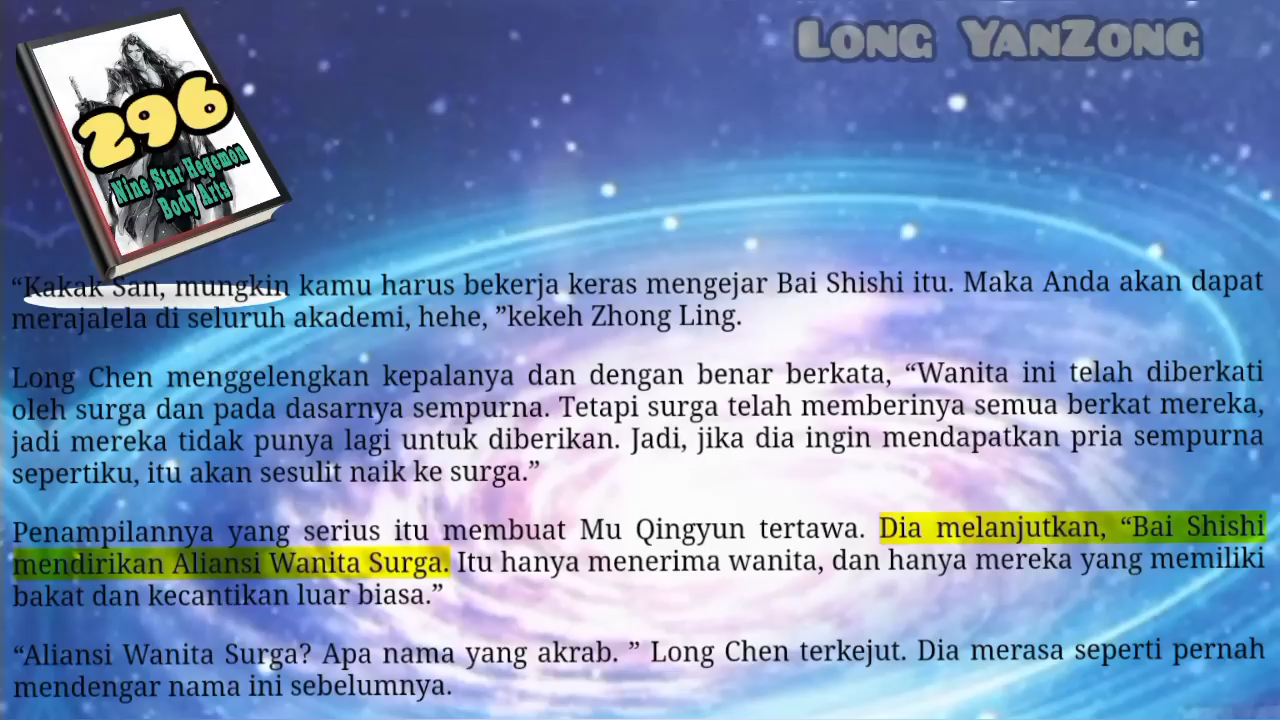 Long YanZong
296
Nine Star Hegemon
Body Arts
“Kakak San, mungkin kamu harus bekerja keras mengejar Bai Shishi itu. Maka Anda akan dapat
merajalela di seluruh akademi, hehe, ”kekeh Zhong Ling.
Long Chen menggelengkan kepalanya dan dengan benar berkata, “Wanita ini telah diberkati
oleh surga dan pada dasarnya sempurna. Tetapi surga telah memberinya semua berkat mereka,
jadi mereka tidak punya lagi untuk diberikan. Jadi, jika dia ingin mendapatkan pria sempurna
sepertiku, itu akan sesulit naik ke surga.”
Penampilannya yang serius itu membuat Mu Qingyun tertawa. Dia melanjutkan, “Bai Shishi
mendirikan Aliansi Wanita Surga. Itu hanya menerima wanita, dan hanya mereka yang memiliki
bakat dan kecantikan luar biasa.”
“Aliansi Wanita Surga? Apa nama yang akrab. ” Long Chen terkejut. Dia merasa seperti pernah
mendengar nama ini sebelumnya.